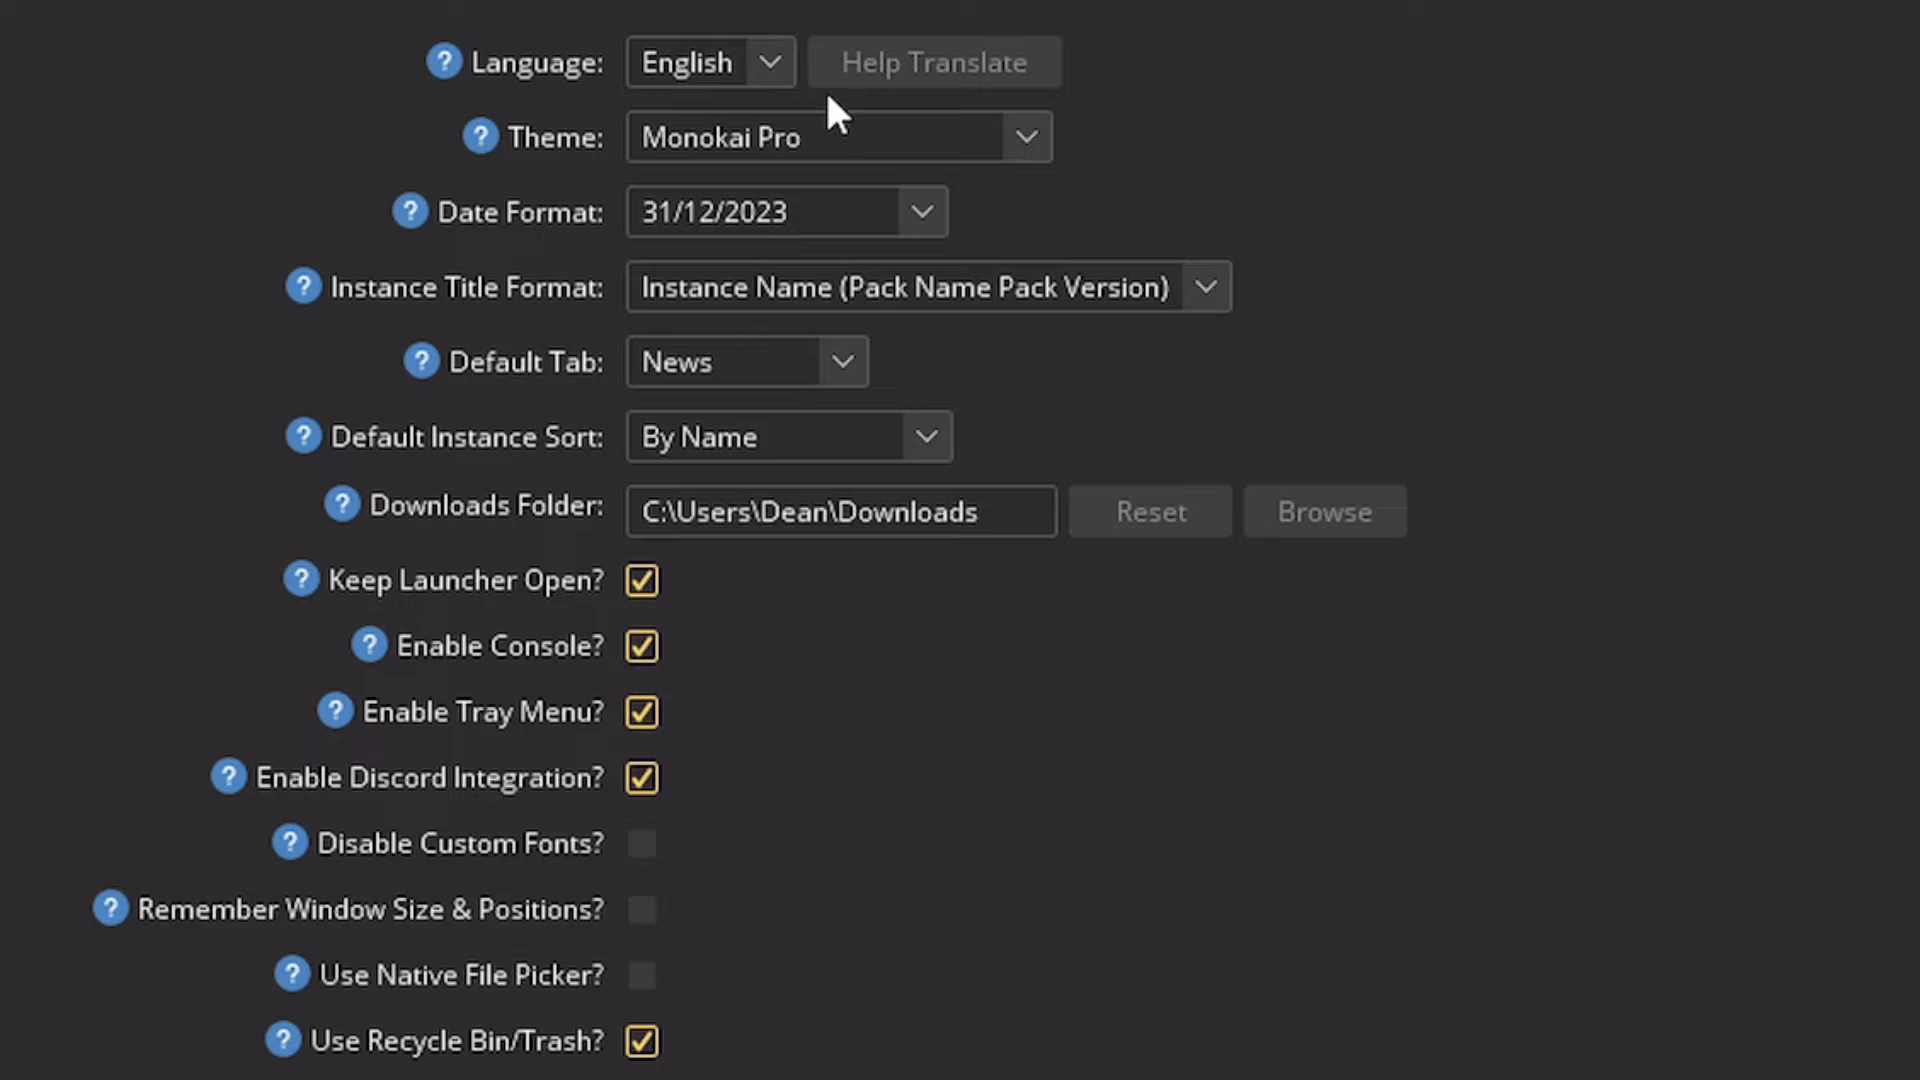 ? Language: English Help Translate
? Theme: Monokai Pro
? Date Format: 31/12/2023
? Instance Title Format: Instance Name (Pack Name Pack Version)
? Default Tab: News
? Default Instance Sort: By Name
? Downloads Folder: C:\Users\Dean\Downloads Reset Browse
? Keep Launcher Open?
? Enable Console?
? Enable Tray Menu?
? Enable Discord Integration?
? Disable Custom Fonts?
? Remember Window Size & Positions?
? Use Native File Picker?
? Use Recycle Bin/Trash?